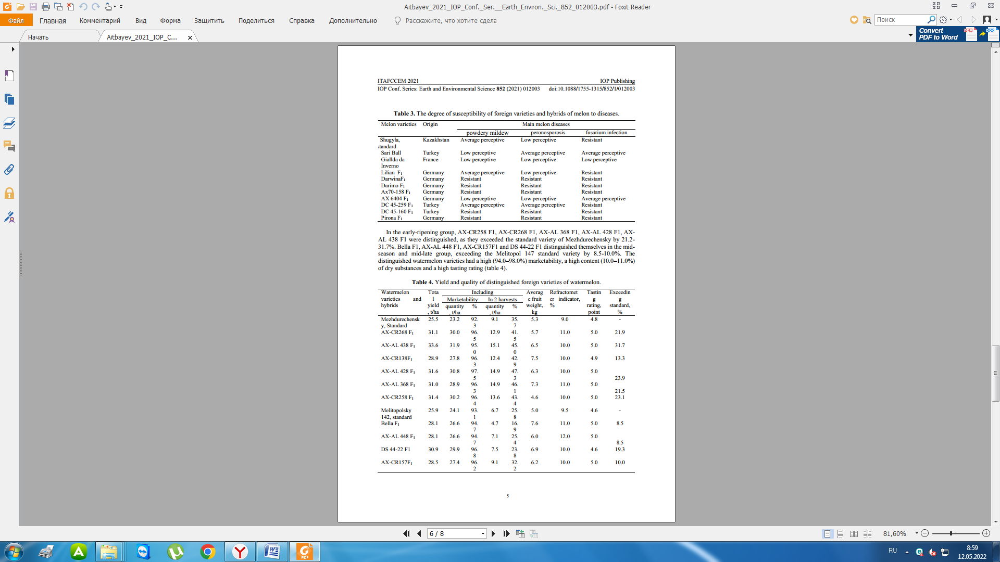 Aitbayev_2021_IOP_Conf._Ser.__Earth_Environ._Sci._852_012003.pdf - Foxit Reader
Файл Главная Комментарий Вид Форма Защитить Поделиться Справка Дополнительно Расскажите, что хотите сдела Поиск
Начать Aitbayev_2021_IOP_C... Convert PDF to Word
ITAFCCEM 2021 IOP Publishing
IOP Conf. Series: Earth and Environmental Science 852 (2021) 012003 doi:10.1088/1755-1315/852/1/012003
Table 3. The degree of susceptibility of foreign varieties and hybrids of melon to diseases.
Melon varieties Origin Main melon diseases
powdery mildew peronosporosis fusarium infection
Shugyla, Kazakhstan Average perceptive Low perceptive Resistant
standard
Sari Ball Turkey Low perceptive Average perceptive Average perceptive
Giallda da France Low perceptive Low perceptive Low perceptive
Inverno
Lilian F1 Germany Average perceptive Low perceptive Resistant
DarwinaF1 Germany Resistant Resistant Resistant
Darimo F1 Germany Resistant Resistant Resistant
Ax70-158 F1 Germany Resistant Resistant Resistant
AX 6404 F1 Germany Low perceptive Low perceptive Average perceptive
DC 45-259 F1 Turkey Average perceptive Average perceptive Resistant
DC 45-160 F1 Turkey Resistant Resistant Resistant
Pirona F1 Germany Resistant Resistant Resistant
In the early-ripening group, AX-CR258 F1, AX-CR268 F1, AX-AL 368 F1, AX-AL 428 F1, AX-
AL 438 F1 were distinguished, as they exceeded the standard variety of Mezhdurechensky by 21.2-
31.7%. Bella F1, AX-AL 448 F1, AX-CR157F1 and DS 44-22 F1 distinguished themselves in the mid-
season and mid-late group, exceeding the Melitopol 147 standard variety by 8.5-10.0%. The
distinguished watermelon varieties had a high (94.0–98.0%) marketability, a high content (10.0–11.0%)
of dry substances and a high tasting rating (table 4).
Table 4. Yield and quality of distinguished foreign varieties of watermelon.
Watermelon Tota Including Averag Refractomet Tastin Exceedin
varieties and l Marketability In 2 harvests e fruit er indicator, g g
hybrids yield quantity % quantity % weight, % rating, standard,
, t/ha , t/ha , t/ha kg point %
Mezhdurechensk 25.5 23.2 92. 9.1 35. 5.3 9.0 4.8 -
y, Standard 3 7
AX-CR268 F1 31.1 30.0 96. 12.9 41. 5.7 11.0 5.0 21.9
5 5
AX-AL 438 F1 33.6 31.9 95. 15.1 45. 6.5 10.0 5.0 31.7
0 0
AX-CR138F1 28.9 27.8 96. 12.4 42. 7.5 10.0 4.9 13.3
3 9
AX-AL 428 F1 31.6 30.8 97. 14.9 47. 6.3 10.0 5.0
5 3 23.9
AX-AL 368 F1 31.0 28.9 96. 14.9 46. 7.3 11.0 5.0
3 1 21.5
AX-CR258 F1 31.4 30.2 96. 13.6 43. 4.6 10.0 5.0 23.1
4 4
Melitopolsky 25.9 24.1 93. 6.7 25. 5.0 9.5 4.6 -
142, standard 1 8
Bella F1 28.1 26.6 94. 4.7 16. 7.6 11.0 5.0 8.5
7 9
AX-AL 448 F1 28.1 26.6 94. 7.1 25. 6.0 12.0 5.0
7 4 8.5
DS 44-22 F1 30.9 29.9 96. 7.5 23. 6.9 10.0 4.6 19.3
8 8
AX-CR157F1 28.5 27.4 96. 9.1 32. 6.2 10.0 5.0 10.0
2 2
5
6 / 8 81,60%
RU 8:59
12.05.2022